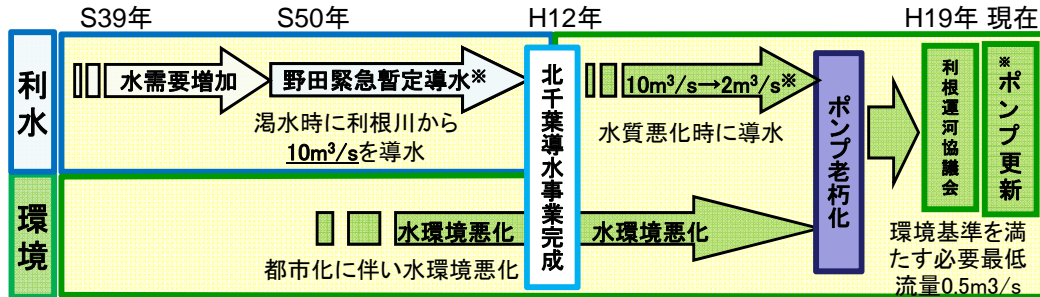 S39年 S50年 H12年 H19年 現在
利水
水需要増加
野田緊急暫定導水※
渇水時に利根川から
10m³/sを導水
北千葉導水事業完成
10m³/s→2m³/s※
水質悪化時に導水
ポンプ老朽化
利根運河協議会
※ポンプ更新
環境
水環境悪化
水環境悪化
都市化に伴い水環境悪化
環境基準を満
たす必要最低
流量0.5m3/s